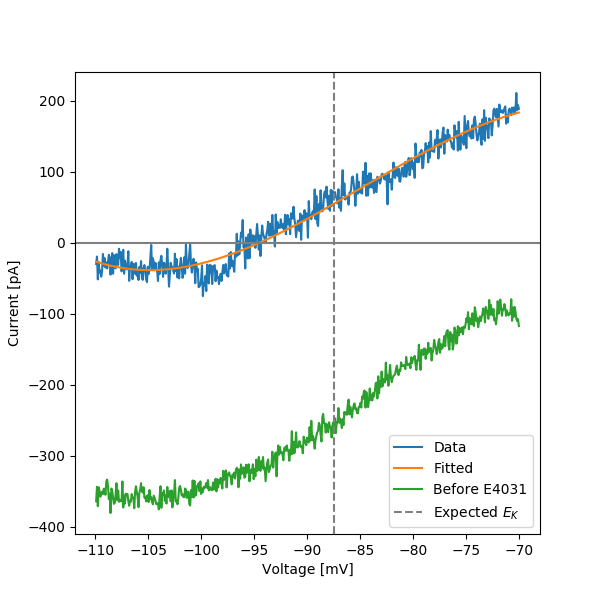 200
100
0
−100
−200
−300
−400
Current [pA]
Data
Fitted
Before E4031
Expected E_K
−110 −105 −100 −95 −90 −85 −80 −75 −70
Voltage [mV]